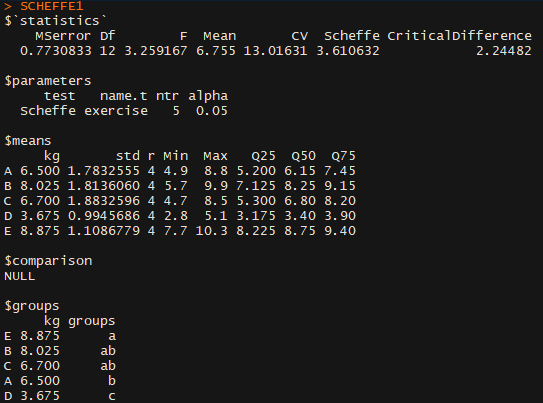 > SCHEFFE1
$`statistics`
MSerror Df F Mean CV Scheffe CriticalDifference
0.7730833 12 3.259167 6.755 13.01631 3.610632 2.24482
$parameters
test name.t ntr alpha
Scheffe exercise 5 0.05
$means
kg std r Min Max Q25 Q50 Q75
A 6.500 1.7832555 4 4.9 8.8 5.200 6.15 7.45
B 8.025 1.8136060 4 5.7 9.9 7.125 8.25 9.15
C 6.700 1.8832596 4 4.7 8.5 5.300 6.80 8.20
D 3.675 0.9945686 4 2.8 5.1 3.175 3.40 3.90
E 8.875 1.1086779 4 7.7 10.3 8.225 8.75 9.40
$comparison
NULL
$groups
kg groups
E 8.875 a
B 8.025 ab
C 6.700 ab
A 6.500 b
D 3.675 c